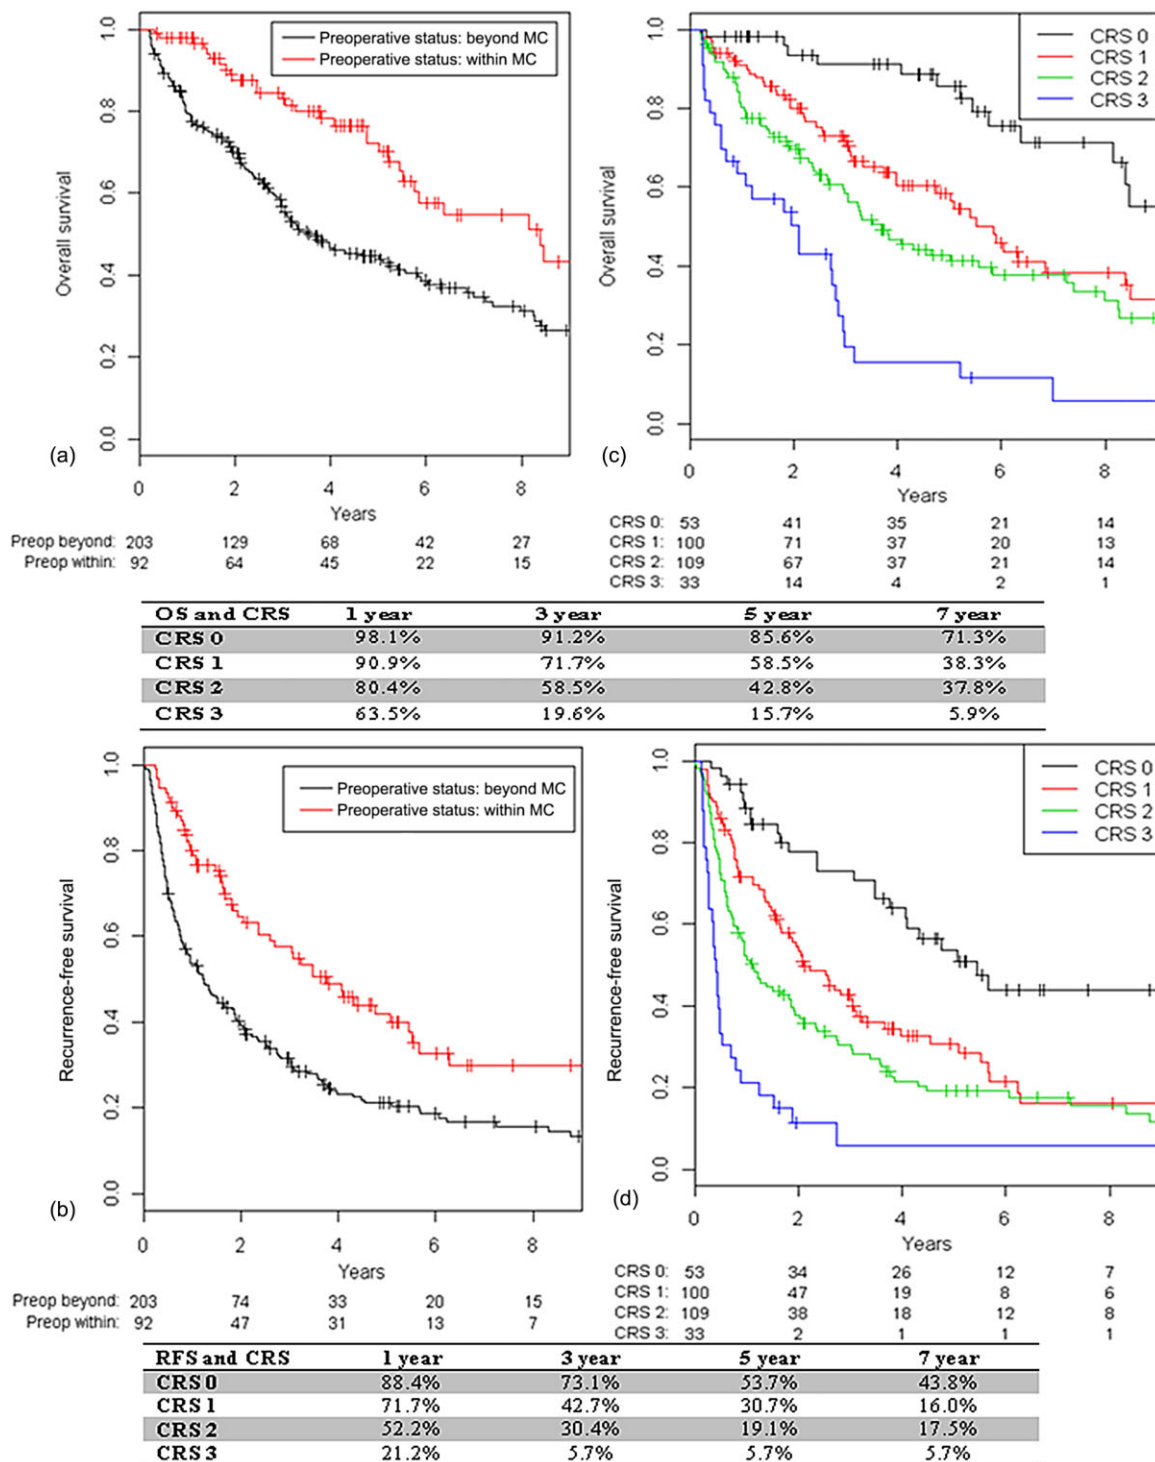 Preoperative status: beyond MC
Preoperative status: within MC
Overall survival
1.0
0.8
0.6
0.4
0.2
0.0
(a)
0 2 4 6 8
Years
Preop beyond: 203 129 68 42 27
Preop within: 92 64 45 22 15
CRS 0
CRS 1
CRS 2
CRS 3
Overall survival
1.0
0.8
0.6
0.4
0.2
0.0
(c)
0 2 4 6 8
Years
CRS 0: 53 41 35 21 14
CRS 1: 100 71 37 20 13
CRS 2: 109 67 37 21 14
CRS 3: 33 14 4 2 1
OS and CRS 1 year 3 year 5 year 7 year
CRS 0 98.1% 91.2% 85.6% 71.3%
CRS 1 90.9% 71.7% 58.5% 38.3%
CRS 2 80.4% 58.5% 42.8% 37.8%
CRS 3 63.5% 19.6% 15.7% 5.9%
Preoperative status: beyond MC
Preoperative status: within MC
Recurrence-free survival
1.0
0.8
0.6
0.4
0.2
0.0
(b)
0 2 4 6 8
Years
Preop beyond: 203 74 33 20 15
Preop within: 92 47 31 13 7
CRS 0
CRS 1
CRS 2
CRS 3
Recurrence-free survival
1.0
0.8
0.6
0.4
0.2
0.0
(d)
0 2 4 6 8
Years
CRS 0: 53 34 26 12 7
CRS 1: 100 47 19 8 6
CRS 2: 109 38 18 12 8
CRS 3: 33 2 1 1 1
RFS and CRS 1 year 3 year 5 year 7 year
CRS 0 88.4% 73.1% 53.7% 43.8%
CRS 1 71.7% 42.7% 30.7% 16.0%
CRS 2 52.2% 30.4% 19.1% 17.5%
CRS 3 21.2% 5.7% 5.7% 5.7%